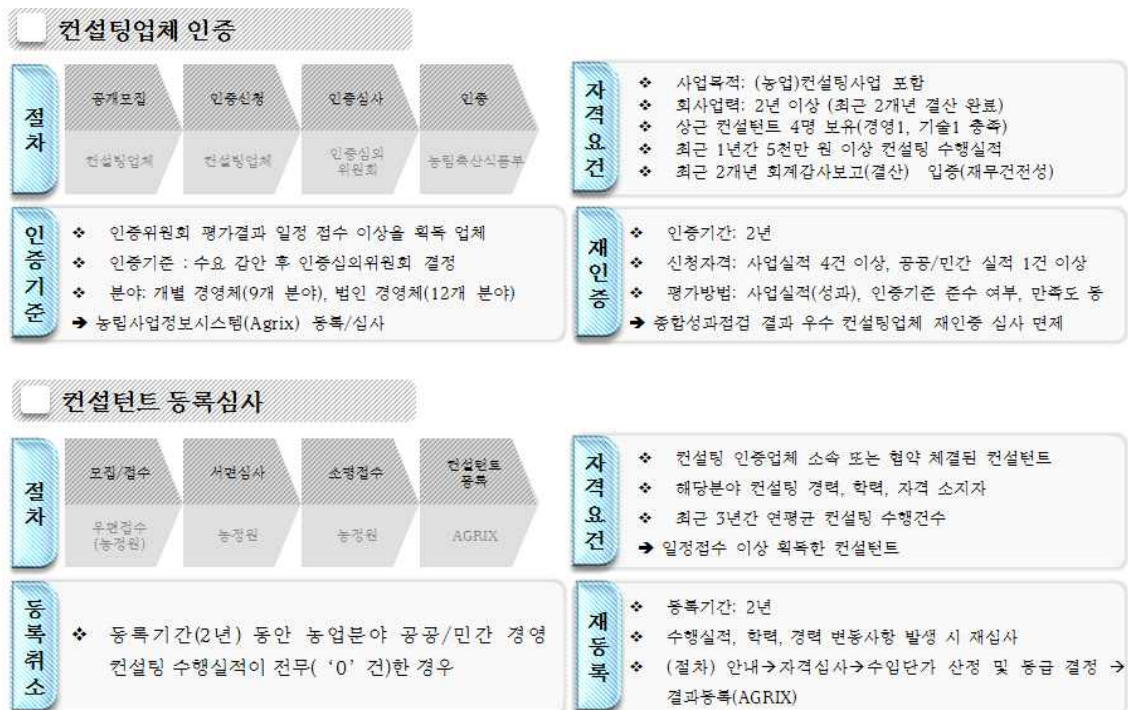 컨설팅업체 인증
절차
공개모집 인증신청 인증심사 인증
컨설팅업체 컨설팅업체 인증심의
위원회 농림축산식품부
자격요건
❖ 사업목적: (농업)컨설팅사업 포함
❖ 회사업력: 2년 이상 (최근 2개년 결산 완료)
❖ 상근 컨설턴트 4명 보유(경영1, 기술1 충족)
❖ 최근 1년간 5천만 원 이상 컨설팅 수행실적
❖ 최근 2개년 회계감사보고(결산) 입증(재무건전성)
인증기준
❖ 인증위원회 평가결과 일정 점수 이상을 획득 업체
❖ 인증기준 : 수요 감안 후 인증심의위원회 결정
❖ 분야: 개별 경영체(9개 분야), 법인 경영체(12개 분야)
➔ 농림사업정보시스템(Agrix) 등록/심사
재인증
❖ 인증기간: 2년
❖ 신청자격: 사업실적 4건 이상, 공공/민간 실적 1건 이상
❖ 평가방법: 사업실적(성과), 인증기준 준수 여부, 만족도 등
➔ 종합성과점검 결과 우수 컨설팅업체 재인증 심사 면제
컨설턴트 등록심사
절차
모집/접수 서면심사 소명접수 컨설턴트
등록
우편접수
(농정원) 농정원 농정원 AGRIX
자격요건
❖ 컨설팅 인증업체 소속 또는 협약 체결된 컨설턴트
❖ 해당분야 컨설팅 경력, 학력, 자격 소지자
❖ 최근 3년간 연평균 컨설팅 수행건수
➔ 일정접수 이상 획득한 컨설턴트
등록취소
❖ 등록기간(2년) 동안 농업분야 공공/민간 경영
컨설팅 수행실적이 전무( ‘0’ 건)한 경우
재등록
❖ 등록기간: 2년
❖ 수행실적, 학력, 경력 변동사항 발생 시 재심사
❖ (절차) 안내→자격심사→수임단가 산정 및 등급 결정 →
결과등록(AGRIX)